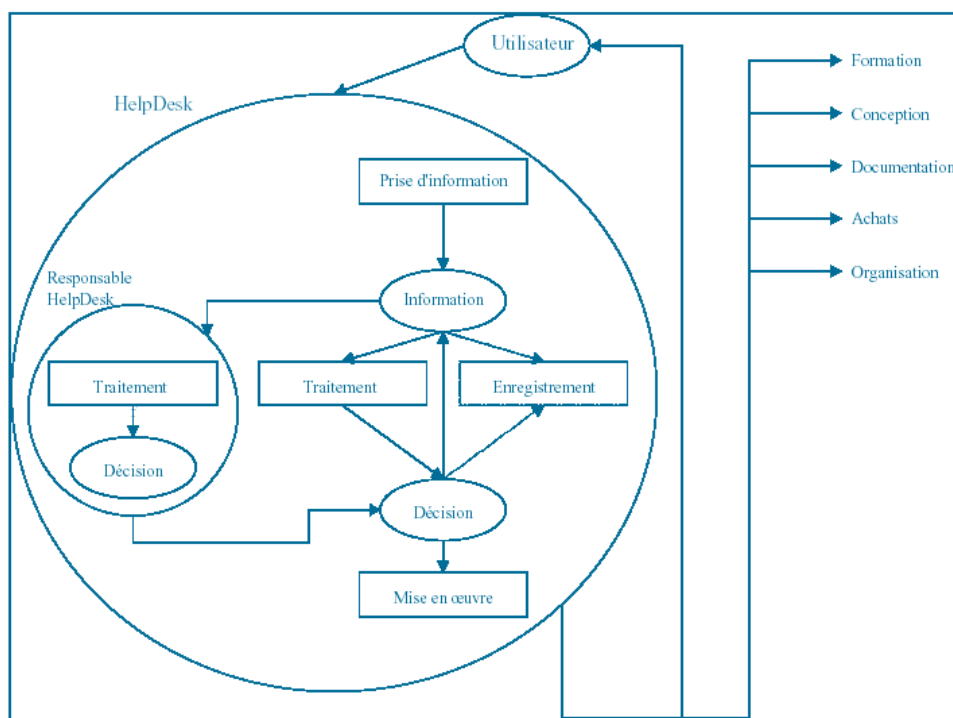 Utilisateur
Formation
HelpDesk
Conception
Documentation
Prise d'information
Achats
Organisation
Responsable
HelpDesk
Information
Traitement
Traitement
Enregistrement
Décision
Décision
Mise en œuvre